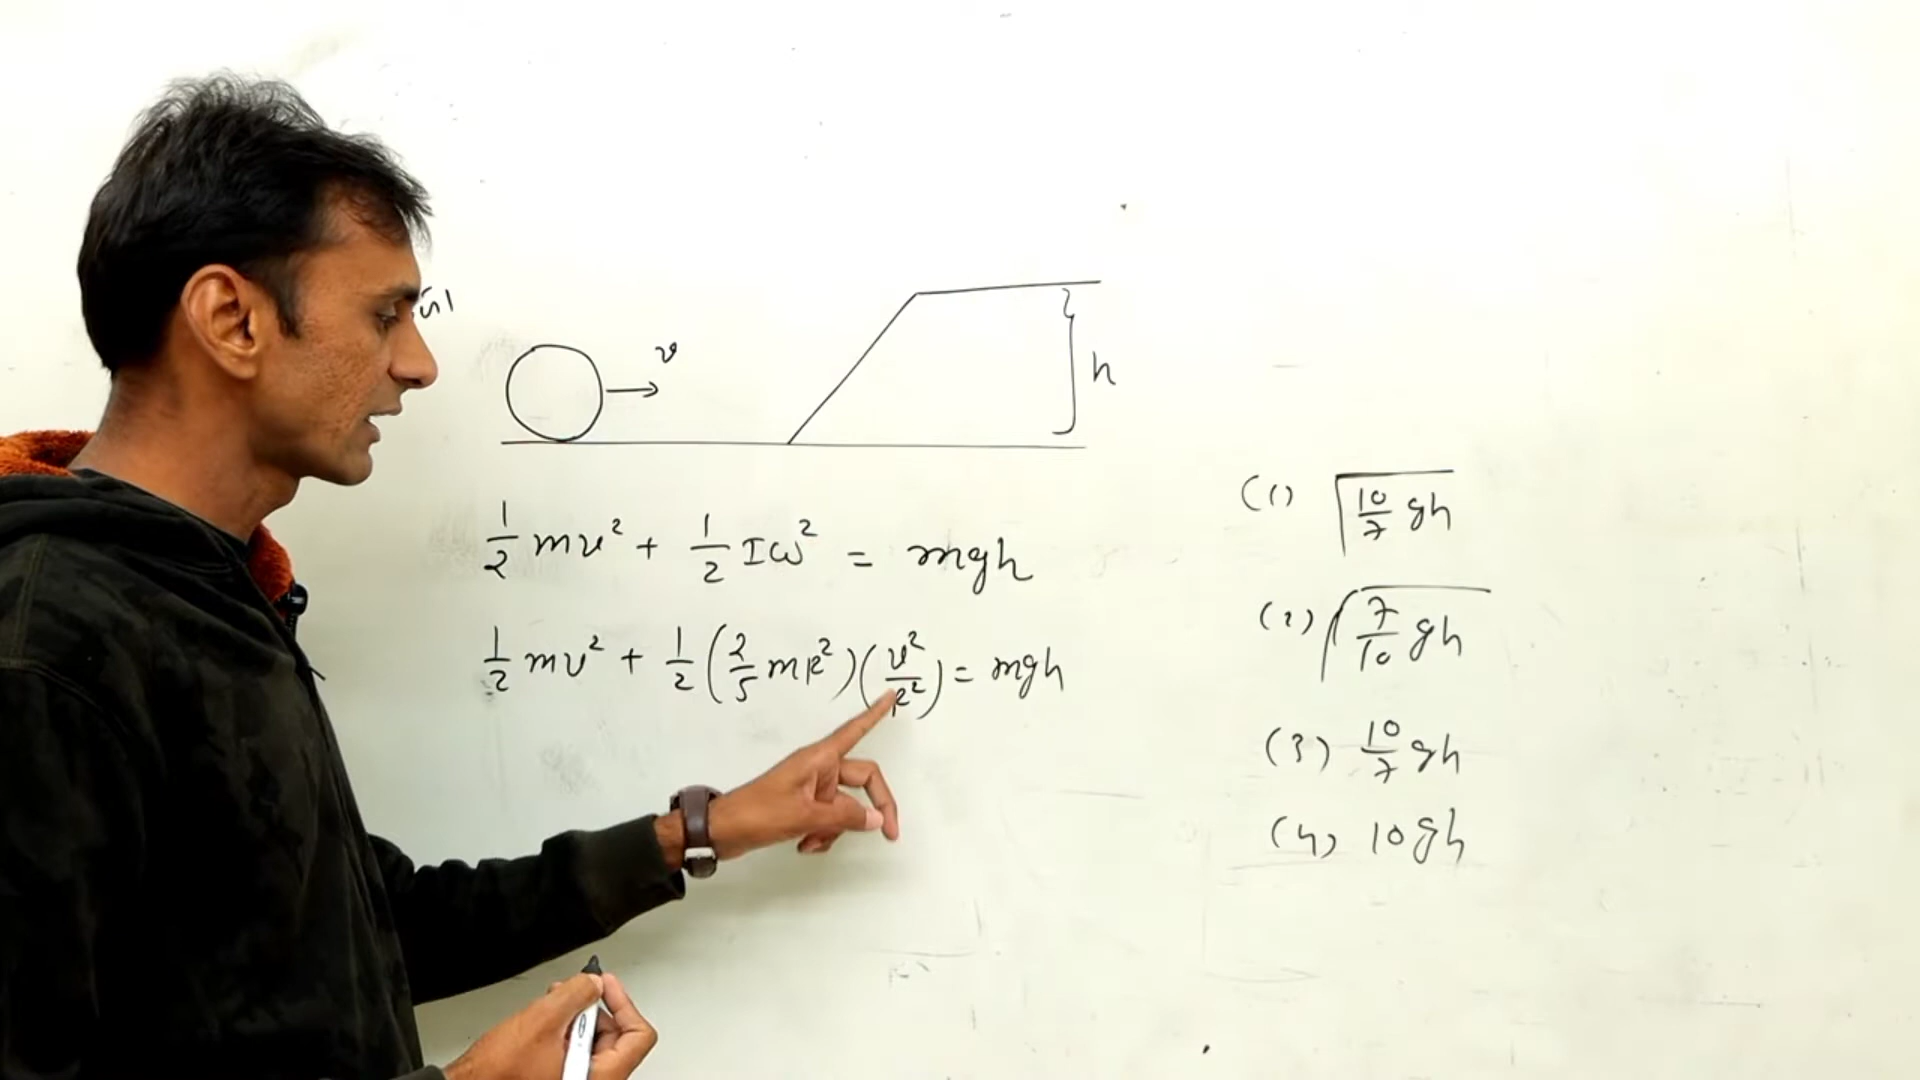 v
h
1/2 mv² + 1/2 Iω² = mgh
1/2 mv² + 1/2 (2/5 mR²)(v²/R²) = mgh
(1) √(10/7 gh)
(2) √(7/10 gh)
(3) 10/7 gh
(4) 10gh